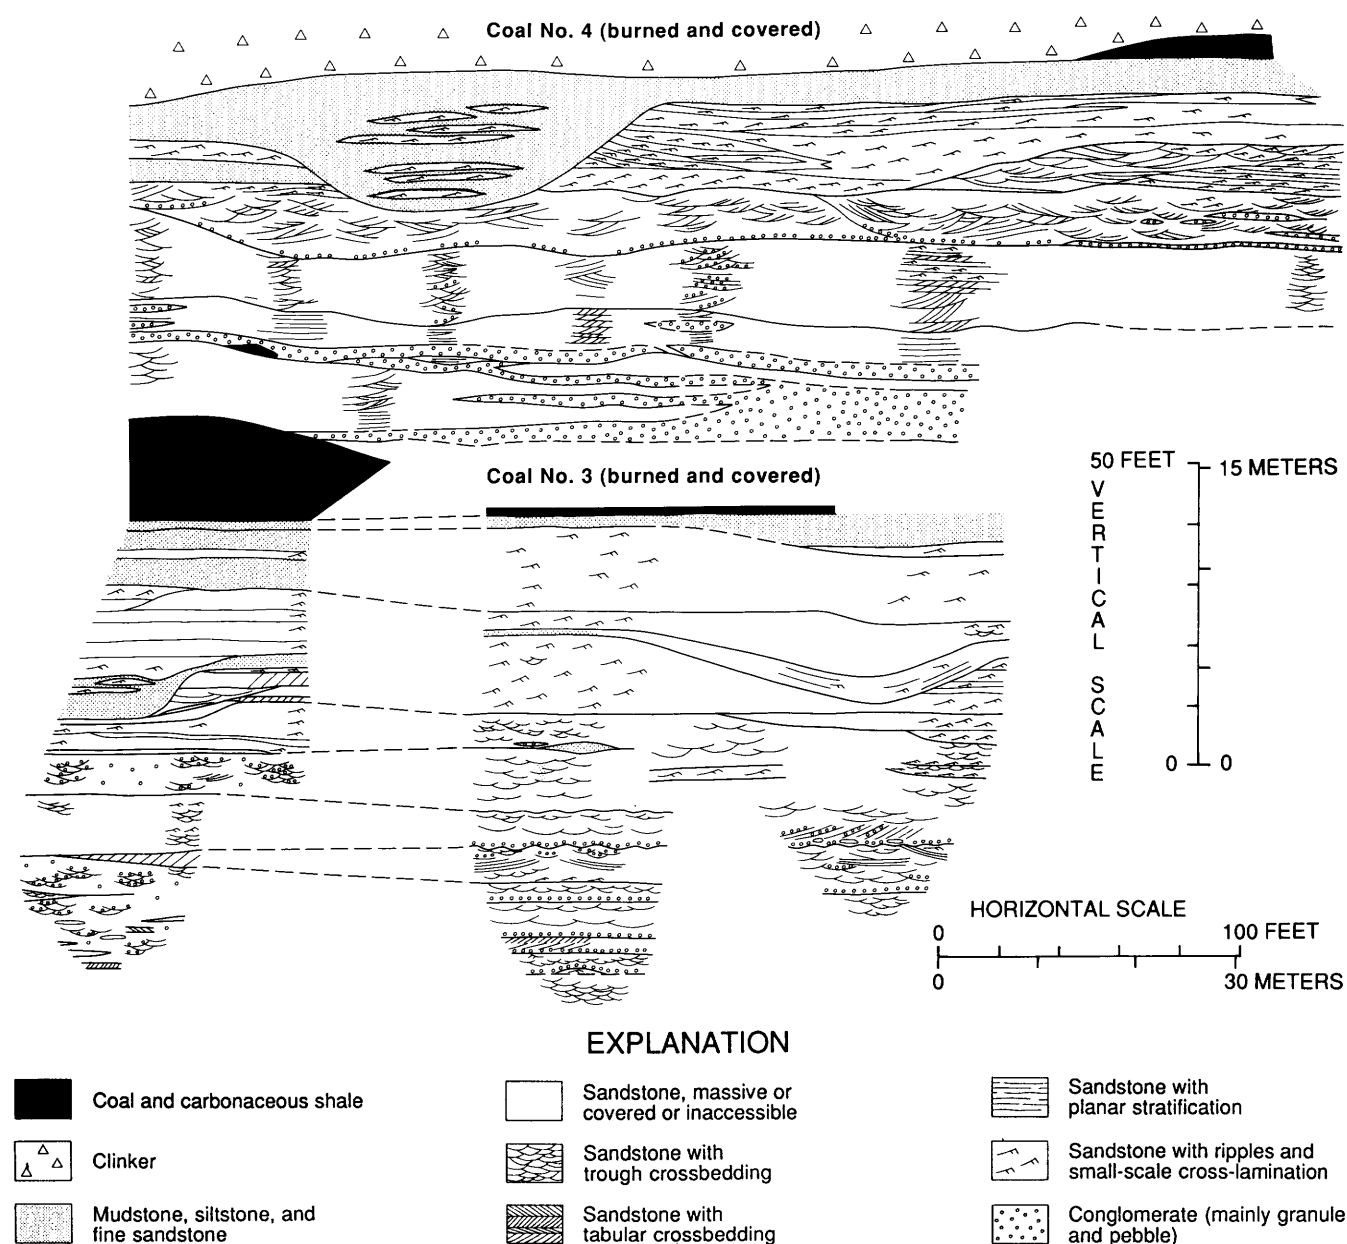 Coal No. 4 (burned and covered)
Coal No. 3 (burned and covered)
50 FEET
15 METERS
VERTICAL SCALE
0
0
HORIZONTAL SCALE
0
100 FEET
0
30 METERS
EXPLANATION
Coal and carbonaceous shale
Clinker
Mudstone, siltstone, and
fine sandstone
Sandstone, massive or
covered or inaccessible
Sandstone with
trough crossbedding
Sandstone with
tabular crossbedding
Sandstone with
planar stratification
Sandstone with ripples and
small-scale cross-lamination
Conglomerate (mainly granule
and pebble)